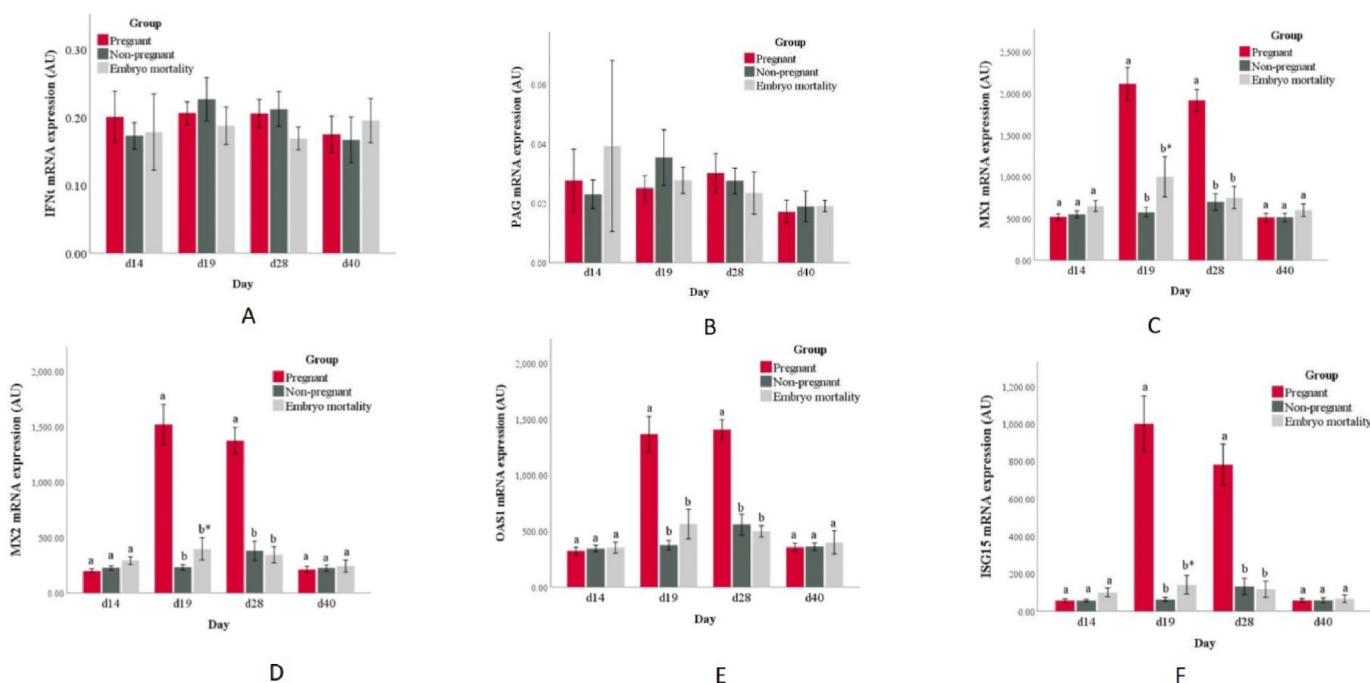 Group
Pregnant
Non-pregnant
Embryo mortality
IFNt mRNA expression (AU)
0.30
0.20
0.10
0.00
d14 d19 d28 d40
Day
A
Group
Pregnant
Non-pregnant
Embryo mortality
PAG mRNA expression (AU)
0.06
0.04
0.02
0.00
d14 d19 d28 d40
Day
B
Group
Pregnant
Non-pregnant
Embryo mortality
MX1 mRNA expression (AU)
2,500.00
2,000.00
1,500.00
1,000.00
500.00
00.00
a a a a b b* a b b a a a
d14 d19 d28 d40
Day
C
Group
Pregnant
Non-pregnant
Embryo mortality
MX2 mRNA expression (AU)
2,000.00
1,500.00
1,000.00
500.00
00.00
a a a a b b* a b b a a a
d14 d19 d28 d40
Day
D
Group
Pregnant
Non-pregnant
Embryo mortality
OAS1 mRNA expression (AU)
2,000.00
1,500.00
1,000.00
500.00
00.00
a a a a b b a b b a a a
d14 d19 d28 d40
Day
E
Group
Pregnant
Non-pregnant
Embryo mortality
ISG15 mRNA expression (AU)
1,200.00
1,000.00
800.00
600.00
400.00
200.00
00.00
a a a a b b* a b b a a a
d14 d19 d28 d40
Day
F